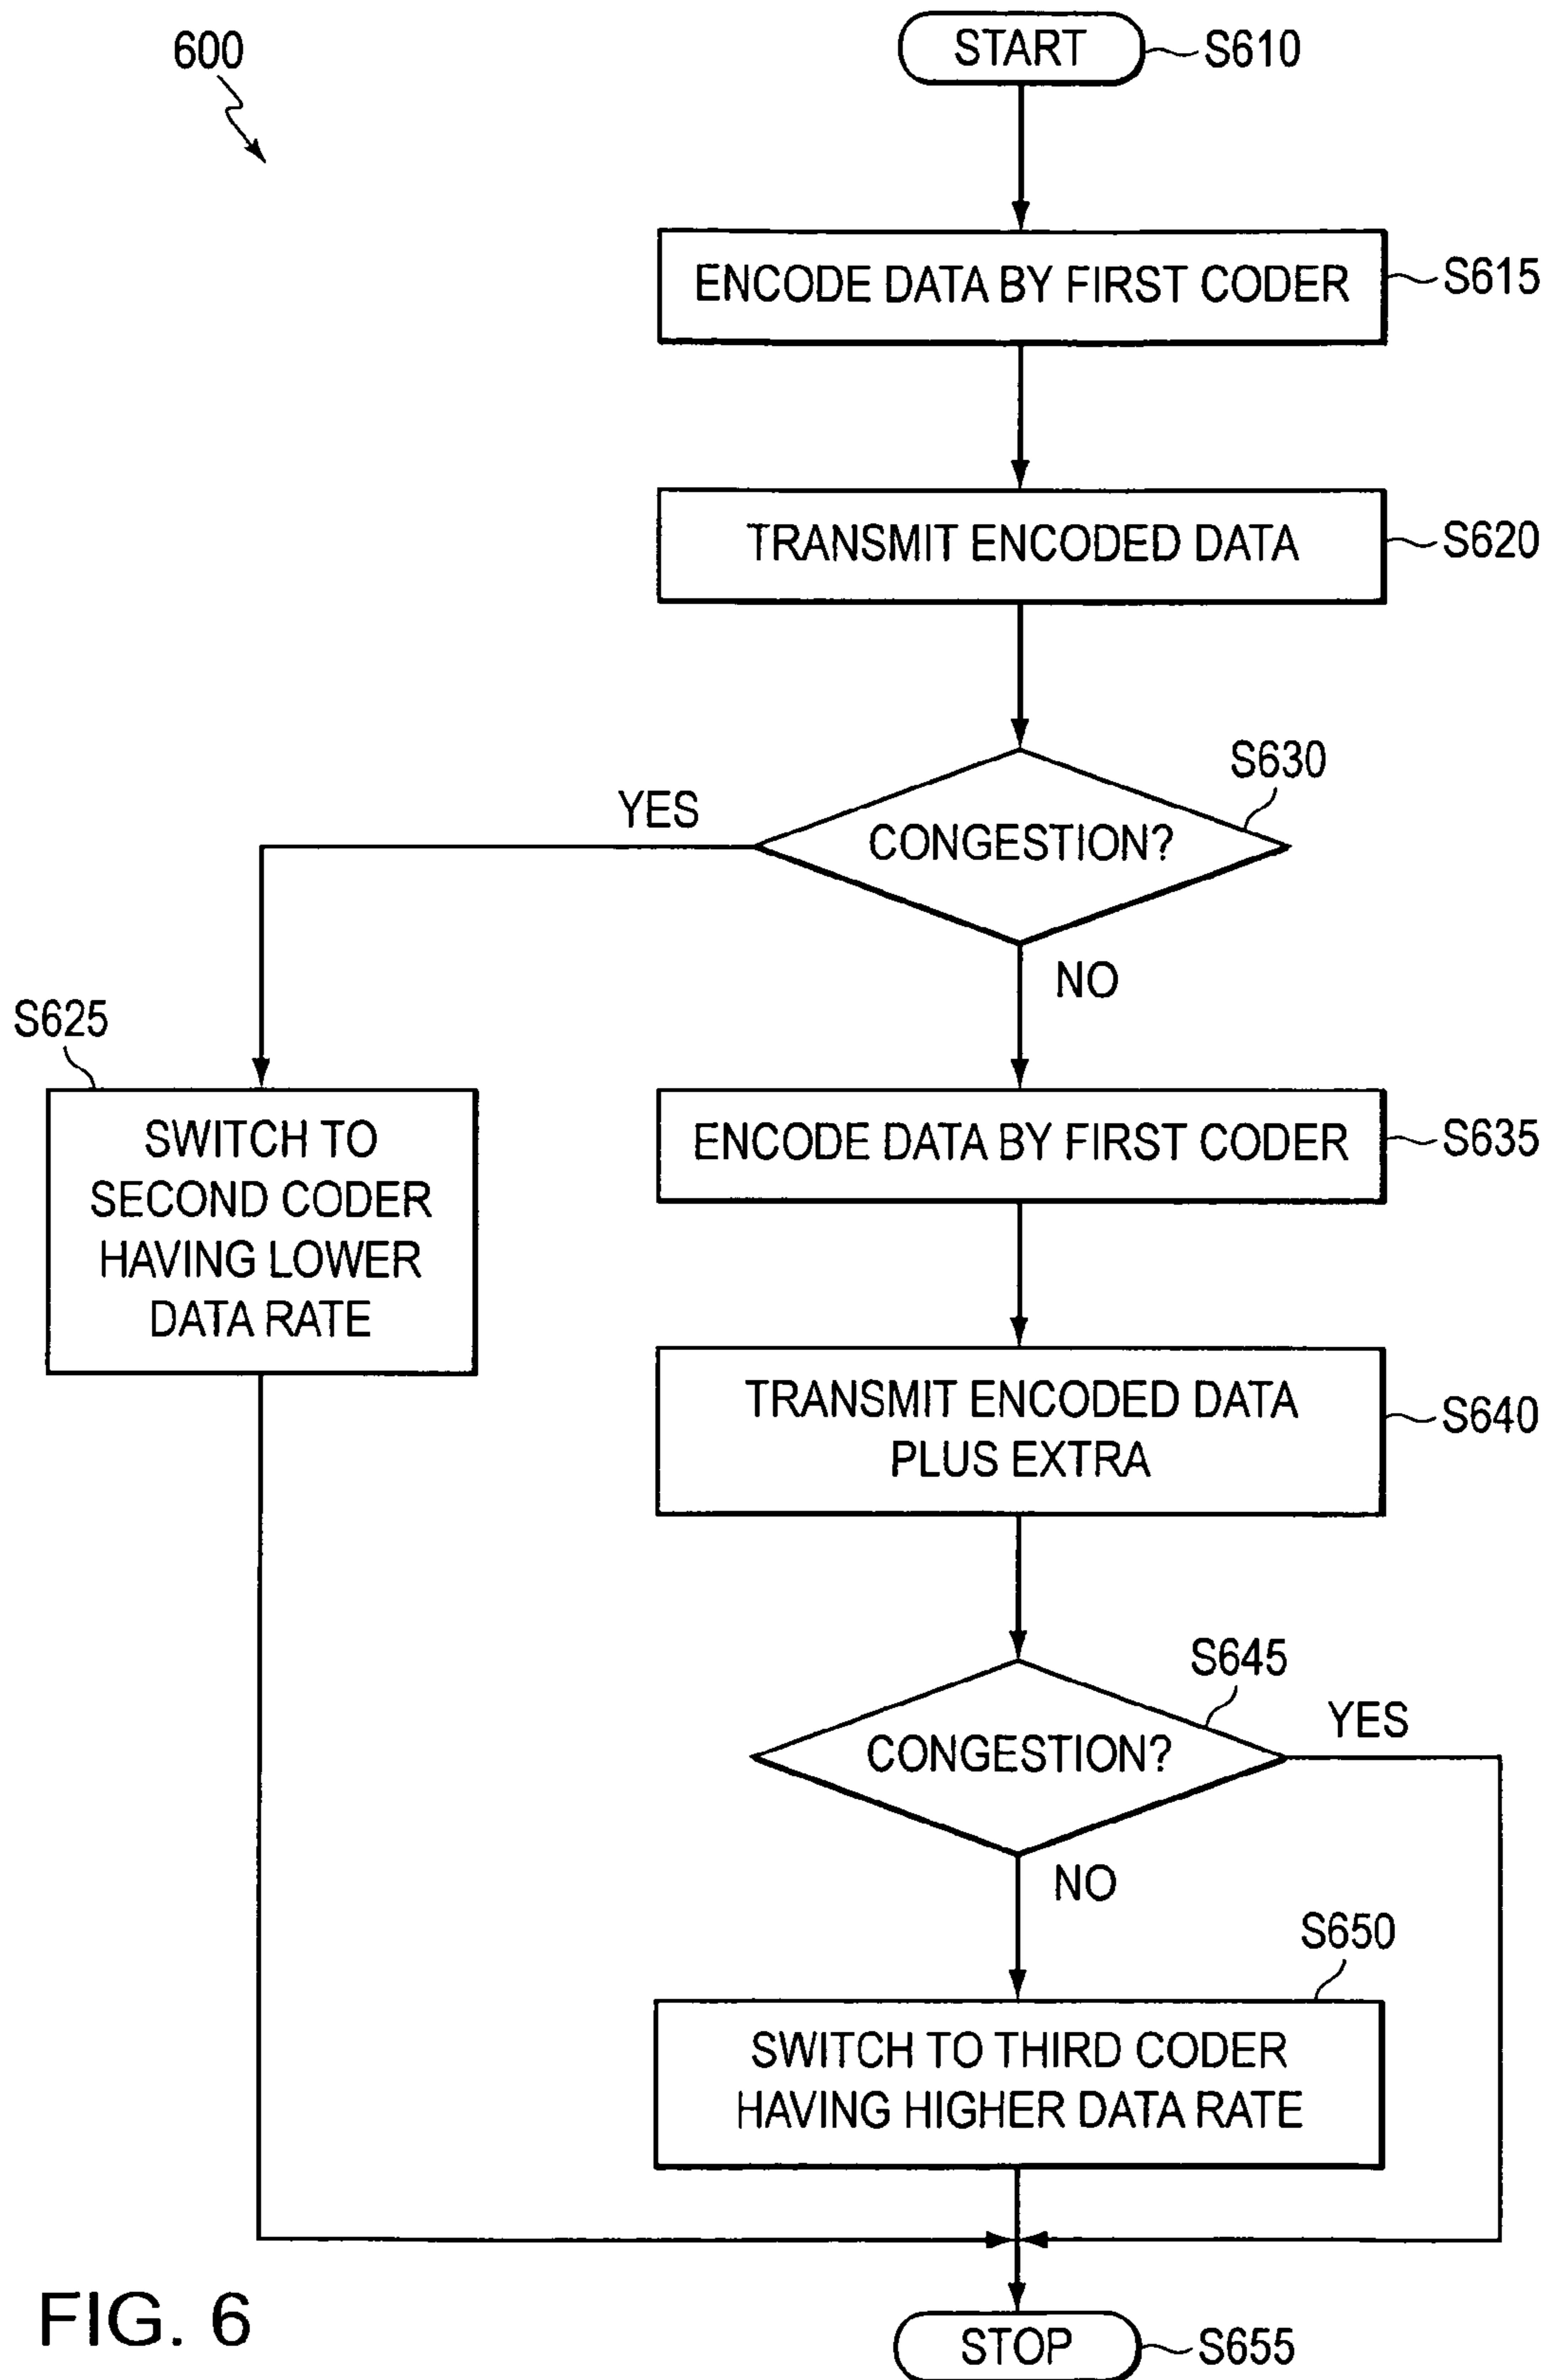 600
START
S610
ENCODE DATA BY FIRST CODER
S615
TRANSMIT ENCODED DATA
S620
S630
YES
CONGESTION?
NO
S625
SWITCH TO
SECOND CODER
HAVING LOWER
DATA RATE
ENCODE DATA BY FIRST CODER
S635
TRANSMIT ENCODED DATA
PLUS EXTRA
S640
S645
YES
CONGESTION?
NO
S650
SWITCH TO THIRD CODER
HAVING HIGHER DATA RATE
FIG. 6
STOP
S655